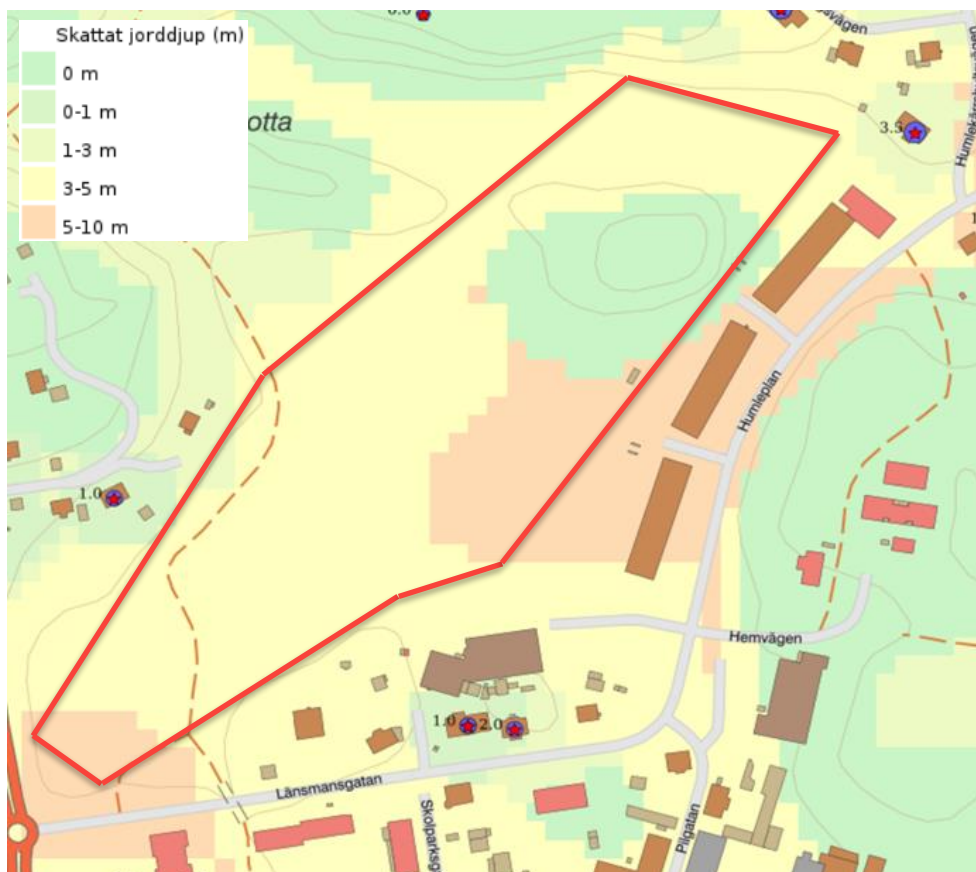 Skattat jorddjup (m)
0 m
0-1 m
1-3 m
3-5 m
5-10 m
otta
3.5
Humleplan
1.0
Hemvägen
1.0
2.0
Länsmansgatan
Skolparksg
Pilgatan